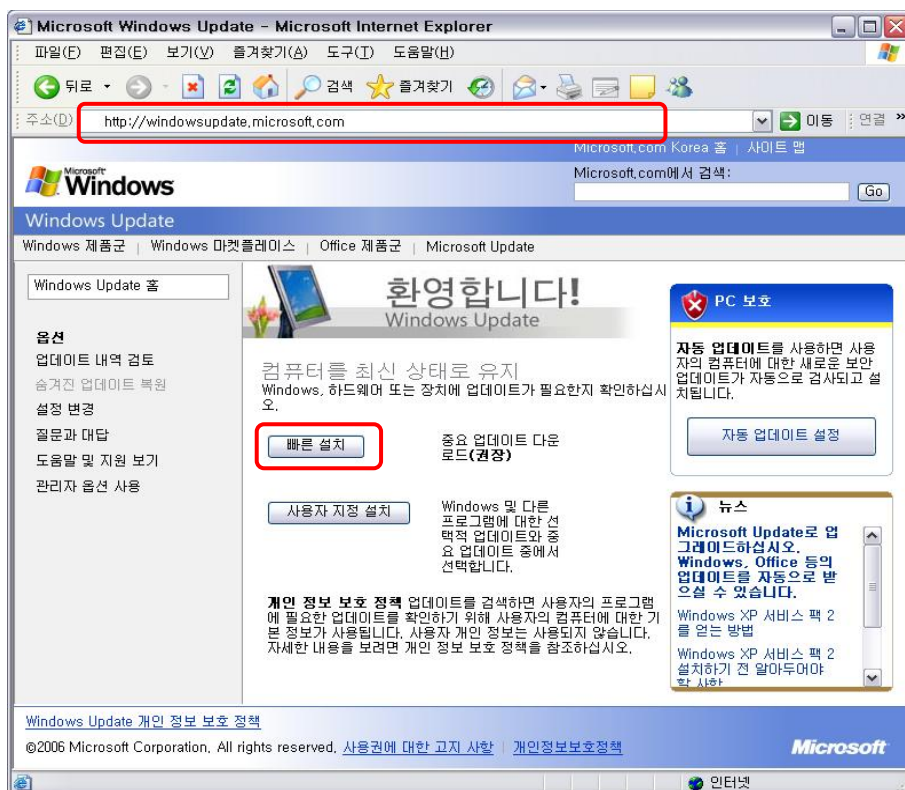 Microsoft Windows Update - Microsoft Internet Explorer
파일(F) 편집(E) 보기(V) 즐겨찾기(A) 도구(T) 도움말(H)
뒤로 검색 즐겨찾기
주소(D) http://windowsupdate.microsoft.com 이동 연결 »
Microsoft.com Korea 홈 | 사이트 맵
Microsoft Windows
Microsoft.com에서 검색:
Go
Windows Update
Windows 제품군 | Windows 마켓플레이스 | Office 제품군 | Microsoft Update
Windows Update 홈
옵션
업데이트 내역 검토
숨겨진 업데이트 복원
설정 변경
질문과 대답
도움말 및 지원 보기
관리자 옵션 사용
환영합니다!
Windows Update
컴퓨터를 최신 상태로 유지
Windows, 하드웨어 또는 장치에 업데이트가 필요한지 확인하십시
오.
빠른 설치
중요 업데이트 다운
로드(권장)
사용자 지정 설치
Windows 및 다른
프로그램에 대한 선
택적 업데이트와 중
요 업데이트 중에서
선택합니다.
개인 정보 보호 정책 업데이트를 검색하면 사용자의 프로그램
에 필요한 업데이트를 확인하기 위해 사용자의 컴퓨터에 대한 기
본 정보가 사용됩니다. 사용자 개인 정보는 사용되지 않습니다.
자세한 내용을 보려면 개인 정보 보호 정책을 참조하십시오.
PC 보호
자동 업데이트를 사용하면 사용
자의 컴퓨터에 대한 새로운 보안
업데이트가 자동으로 검사되고 설
치됩니다.
자동 업데이트 설정
뉴스
Microsoft Update로 업
그레이드하십시오.
Windows, Office 등의
업데이트를 자동으로 받
으실 수 있습니다.
Windows XP 서비스 팩 2
를 얻는 방법
Windows XP 서비스 팩 2
설치하기 전 알아두어야
할 사항
Windows Update 개인 정보 보호 정책
©2006 Microsoft Corporation. All rights reserved. 사용권에 대한 고지 사항 | 개인정보보호정책
Microsoft
인터넷